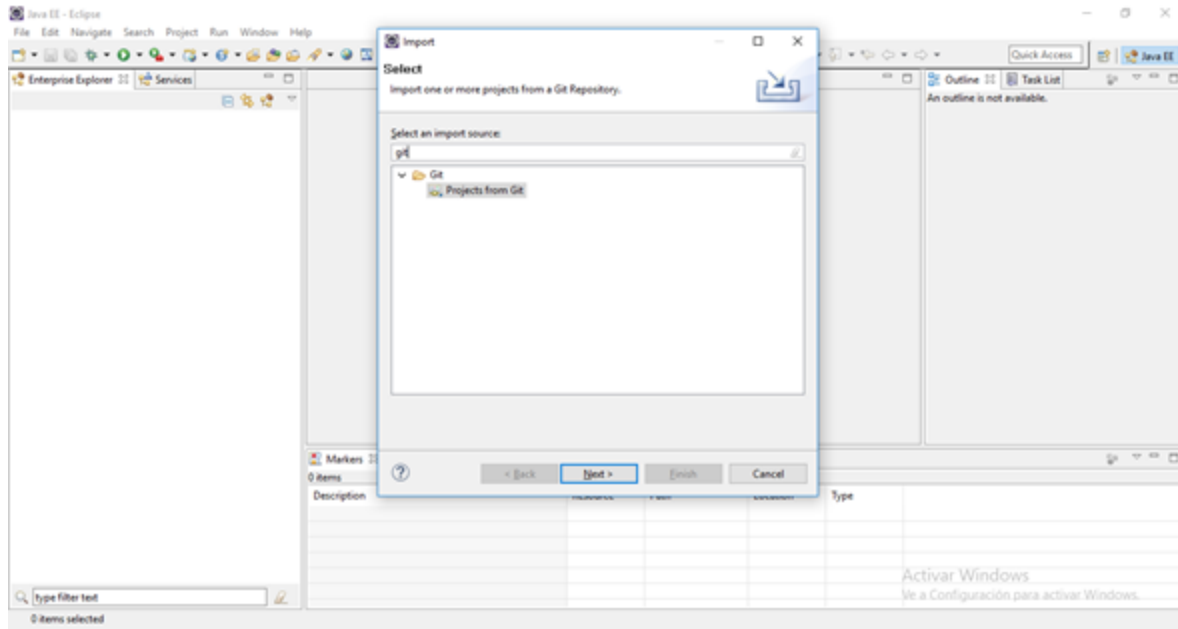 Java EE - Eclipse
File Edit Navigate Search Project Run Window Help
Quick Access Java EE
Enterprise Explorer Services
Outline Task List
An outline is not available.
Import
Select
Import one or more projects from a Git Repository.
Select an import source:
git
Git
Projects from Git
< Back Next > Finish Cancel
Markers
0 items
Description Resource Path Location Type
Activar Windows
Ve a Configuración para activar Windows.
type filter text
0 items selected